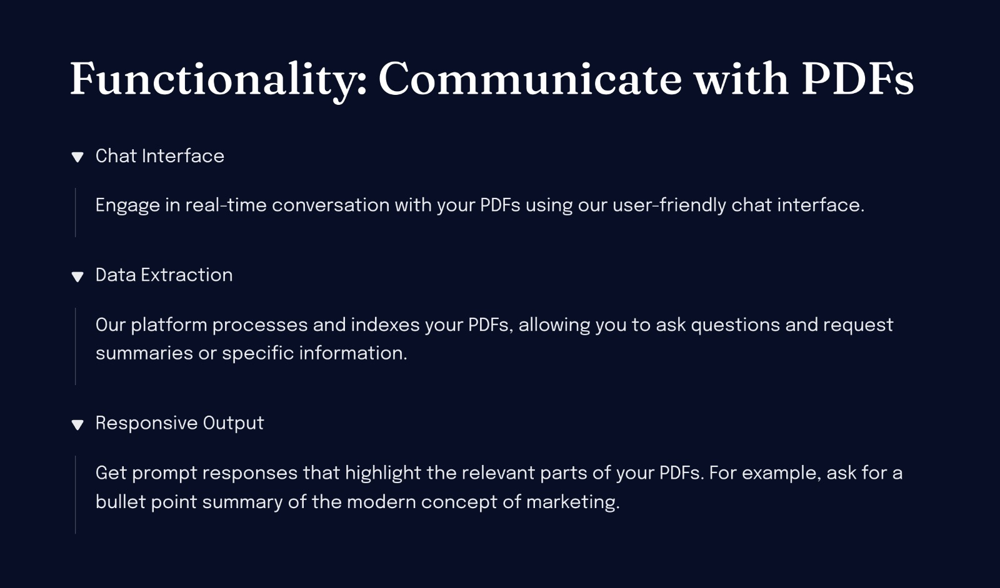 Functionality: Communicate with PDFs
Chat Interface
Engage in real-time conversation with your PDFs using our user-friendly chat interface.
Data Extraction
Our platform processes and indexes your PDFs, allowing you to ask questions and request
summaries or specific information.
Responsive Output
Get prompt responses that highlight the relevant parts of your PDFs. For example, ask for a
bullet point summary of the modern concept of marketing.